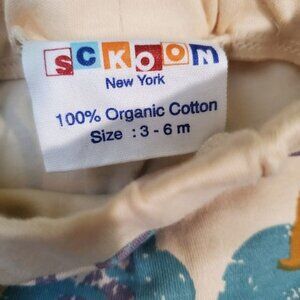 SCKOON
New York
100% Organic Cotton
Size : 3 - 6 m